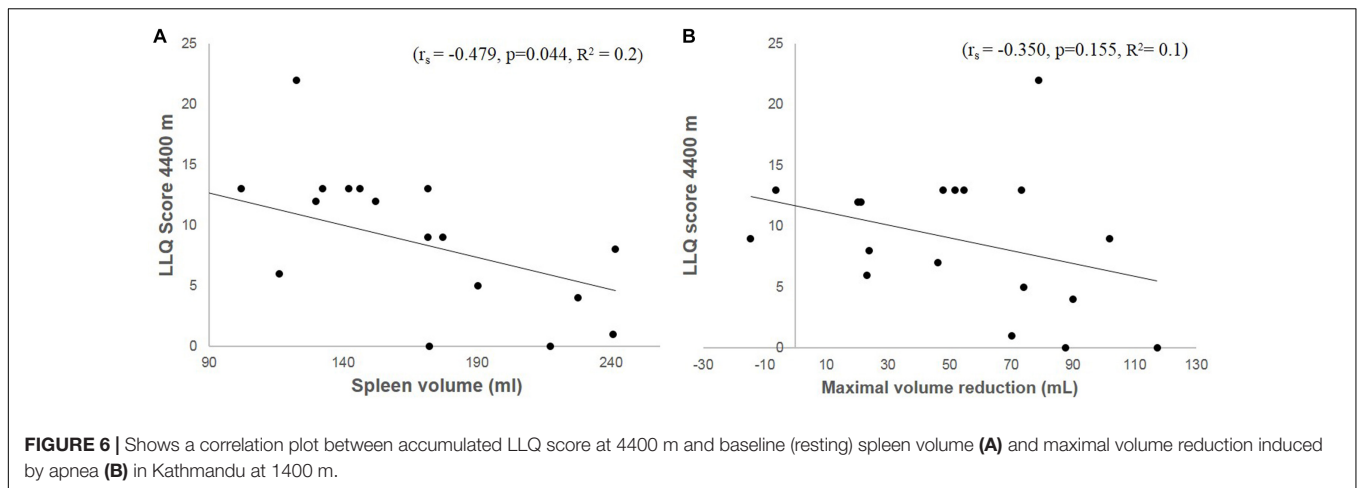 A
(rs = -0.479, p=0.044, R² = 0.2)
25
20
15
10
5
0
LLQ Score 4400 m
90 140 190 240
Spleen volume (ml)
B
(rs = -0.350, p=0.155, R²= 0.1)
25
20
15
10
5
0
LLQ score 4400 m
-30 -10 10 30 50 70 90 110 130
Maximal volume reduction (mL)
FIGURE 6 | Shows a correlation plot between accumulated LLQ score at 4400 m and baseline (resting) spleen volume (A) and maximal volume reduction induced
by apnea (B) in Kathmandu at 1400 m.